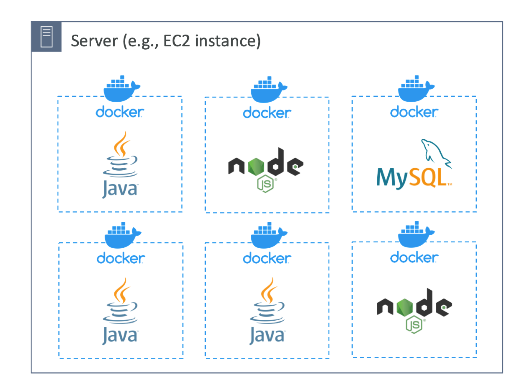 Server (e.g., EC2 instance)
docker
docker
docker
Java
node
JS
MySQL
docker
docker
docker
Java
Java
node
JS